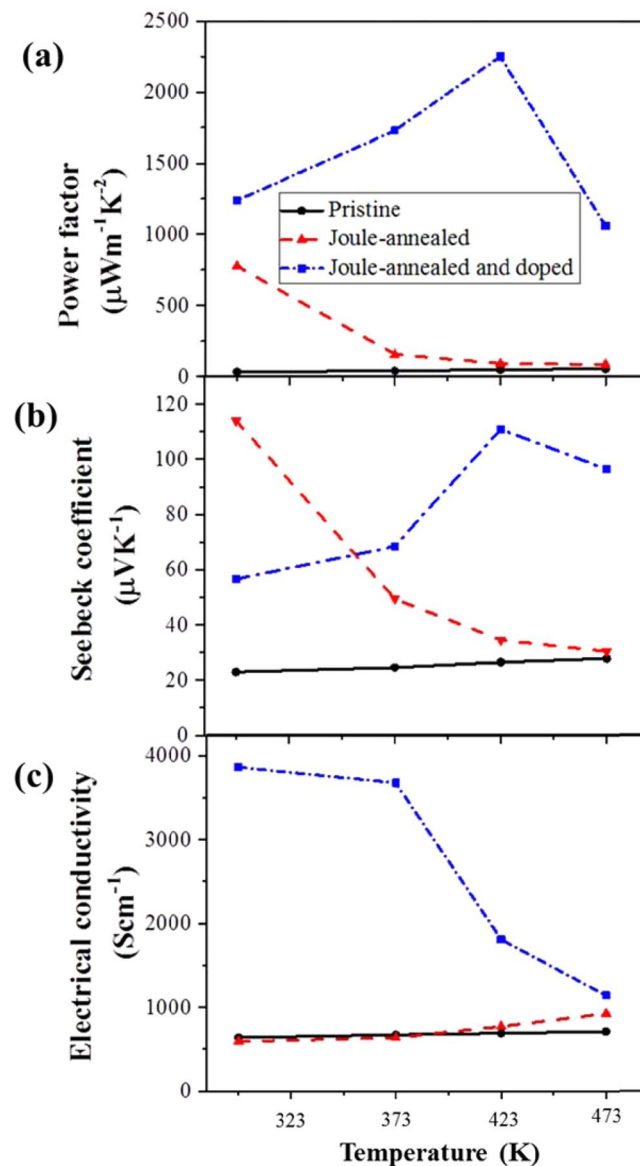 (a)
Power factor
(μWm⁻¹K⁻²)
2500
2000
1500
1000
500
0
Pristine
Joule-annealed
Joule-annealed and doped
(b)
Seebeck coefficient
(μVK⁻¹)
120
100
80
60
40
20
0
(c)
Electrical conductivity
(Scm⁻¹)
4000
3000
2000
1000
0
323 373 423 473
Temperature (K)